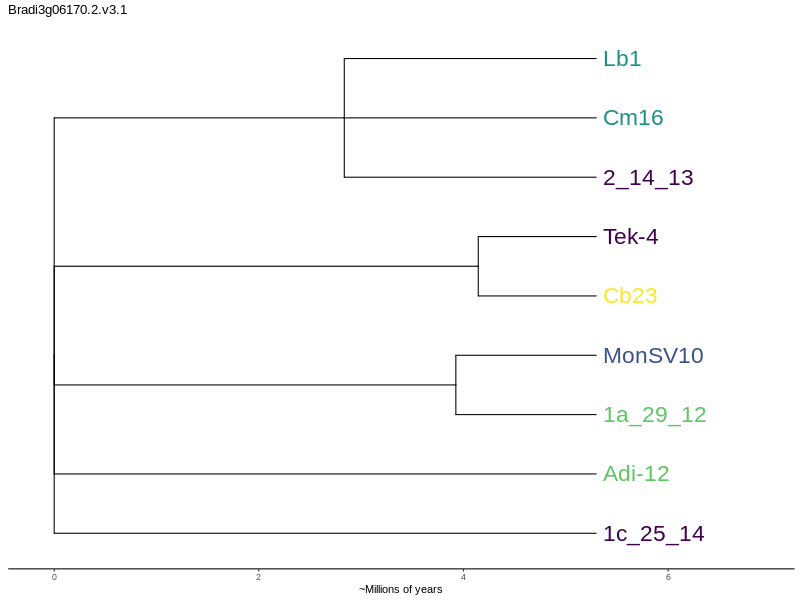 Bradi3g06170.2.v3.1
Lb1
Cm16
2_14_13
Tek-4
Cb23
MonSV10
1a_29_12
Adi-12
1c_25_14
0 2 4 6
~Millions of years